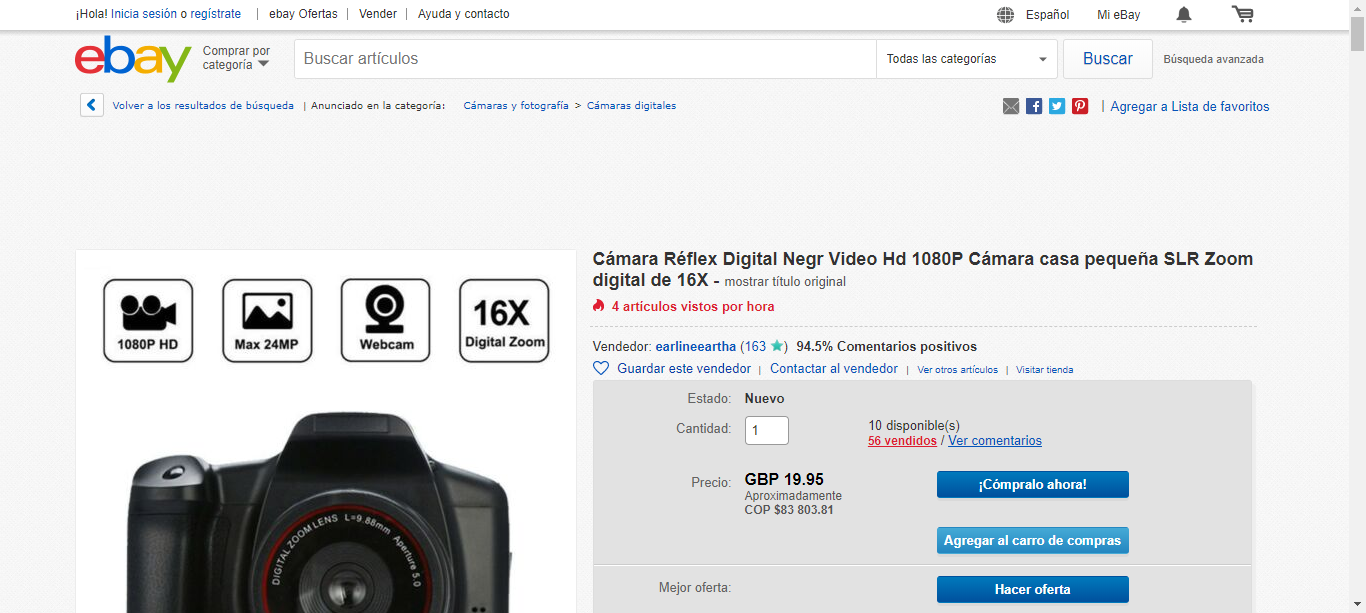 ¡Hola! Inicia sesión o regístrate | ebay Ofertas | Vender | Ayuda y contacto Español Mi eBay
ebay Comprar por categoría Buscar artículos Todas las categorías Buscar Búsqueda avanzada
Volver a los resultados de búsqueda | Anunciado en la categoría: Cámaras y fotografía > Cámaras digitales | Agregar a Lista de favoritos
1080P HD
Max 24MP
Webcam
16X
Digital Zoom
DIGITAL ZOOM LENS L=9.88mm Aperture 5.0
Cámara Réflex Digital Negr Video Hd 1080P Cámara casa pequeña SLR Zoom
digital de 16X - mostrar título original
4 artículos vistos por hora
Vendedor: earlineeartha (163 ) 94.5% Comentarios positivos
Guardar este vendedor | Contactar al vendedor | Ver otros artículos | Visitar tienda
Estado: Nuevo
Cantidad: 1 10 disponible(s)
56 vendidos / Ver comentarios
Precio: GBP 19.95 ¡Cómpralo ahora!
Aproximadamente
COP $83 803.81
Agregar al carro de compras
Mejor oferta: Hacer oferta